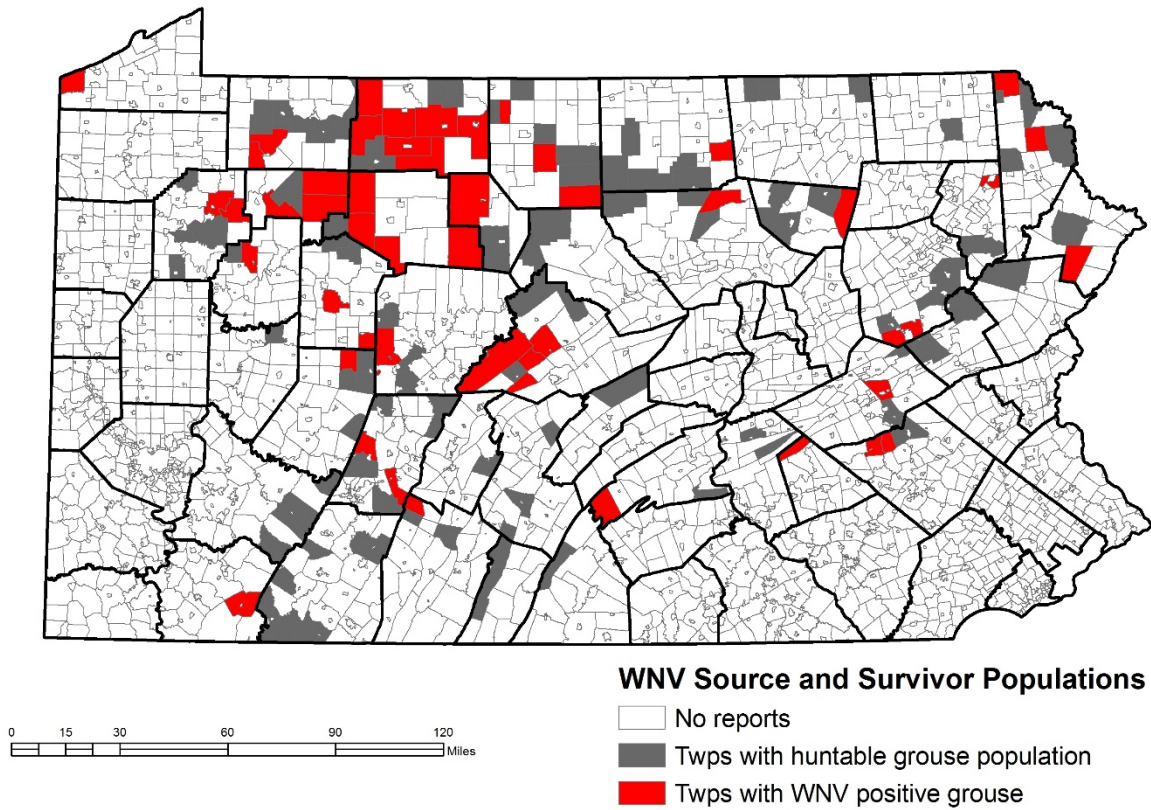 WNV Source and Survivor Populations
No reports
Twps with huntable grouse population
Twps with WNV positive grouse
0 15 30 60 90 120
Miles